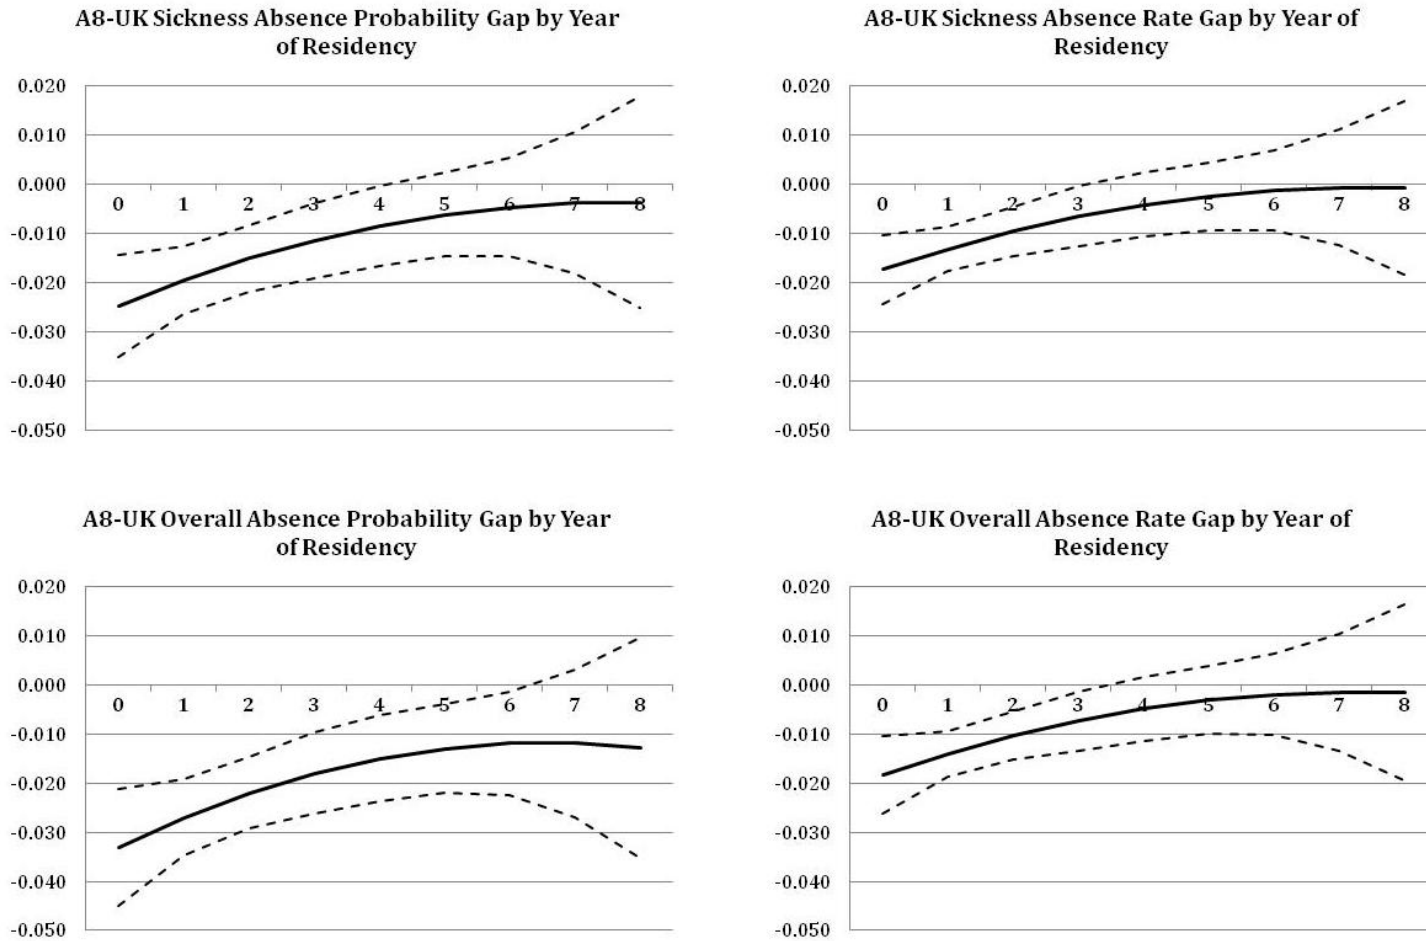 A8-UK Sickness Absence Probability Gap by Year
of Residency
0.020
0.010
0.000
0 1 2 3 4 5 6 7 8
-0.010
-0.020
-0.030
-0.040
-0.050
A8-UK Sickness Absence Rate Gap by Year of
Residency
0.020
0.010
0.000
0 1 2 3 4 5 6 7 8
-0.010
-0.020
-0.030
-0.040
-0.050
A8-UK Overall Absence Probability Gap by Year
of Residency
0.020
0.010
0.000
0 1 2 3 4 5 6 7 8
-0.010
-0.020
-0.030
-0.040
-0.050
A8-UK Overall Absence Rate Gap by Year of
Residency
0.020
0.010
0.000
0 1 2 3 4 5 6 7 8
-0.010
-0.020
-0.030
-0.040
-0.050